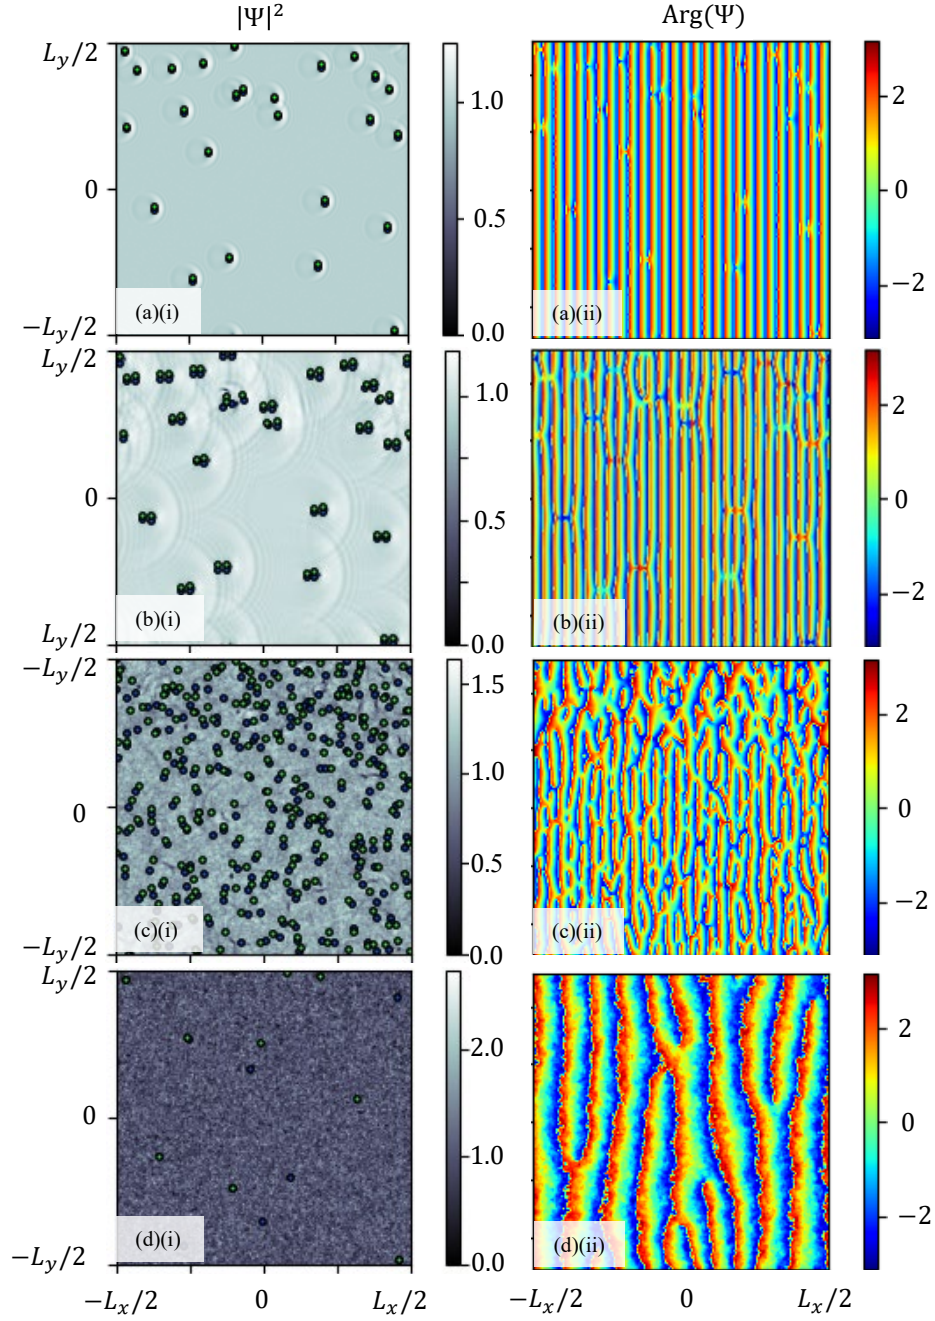 |Ψ|² Arg(Ψ)
L_y/2
1.0 2
0 0.5 0
−2
(a)(i) (a)(ii)
−L_y/2 0.0
L_y/2
1.0 2
0 0.5 0
−2
(b)(i) (b)(ii)
L_y/2 0.0
−L_y/2 1.5
2
1.0
0 0
0.5
−2
(c)(i) (c)(ii)
−L_y/2 0.0
L_y/2
2.0 2
0 1.0 0
−2
(d)(i) (d)(ii)
−L_y/2 0.0
−L_x/2 0 L_x/2 −L_x/2 0 L_x/2